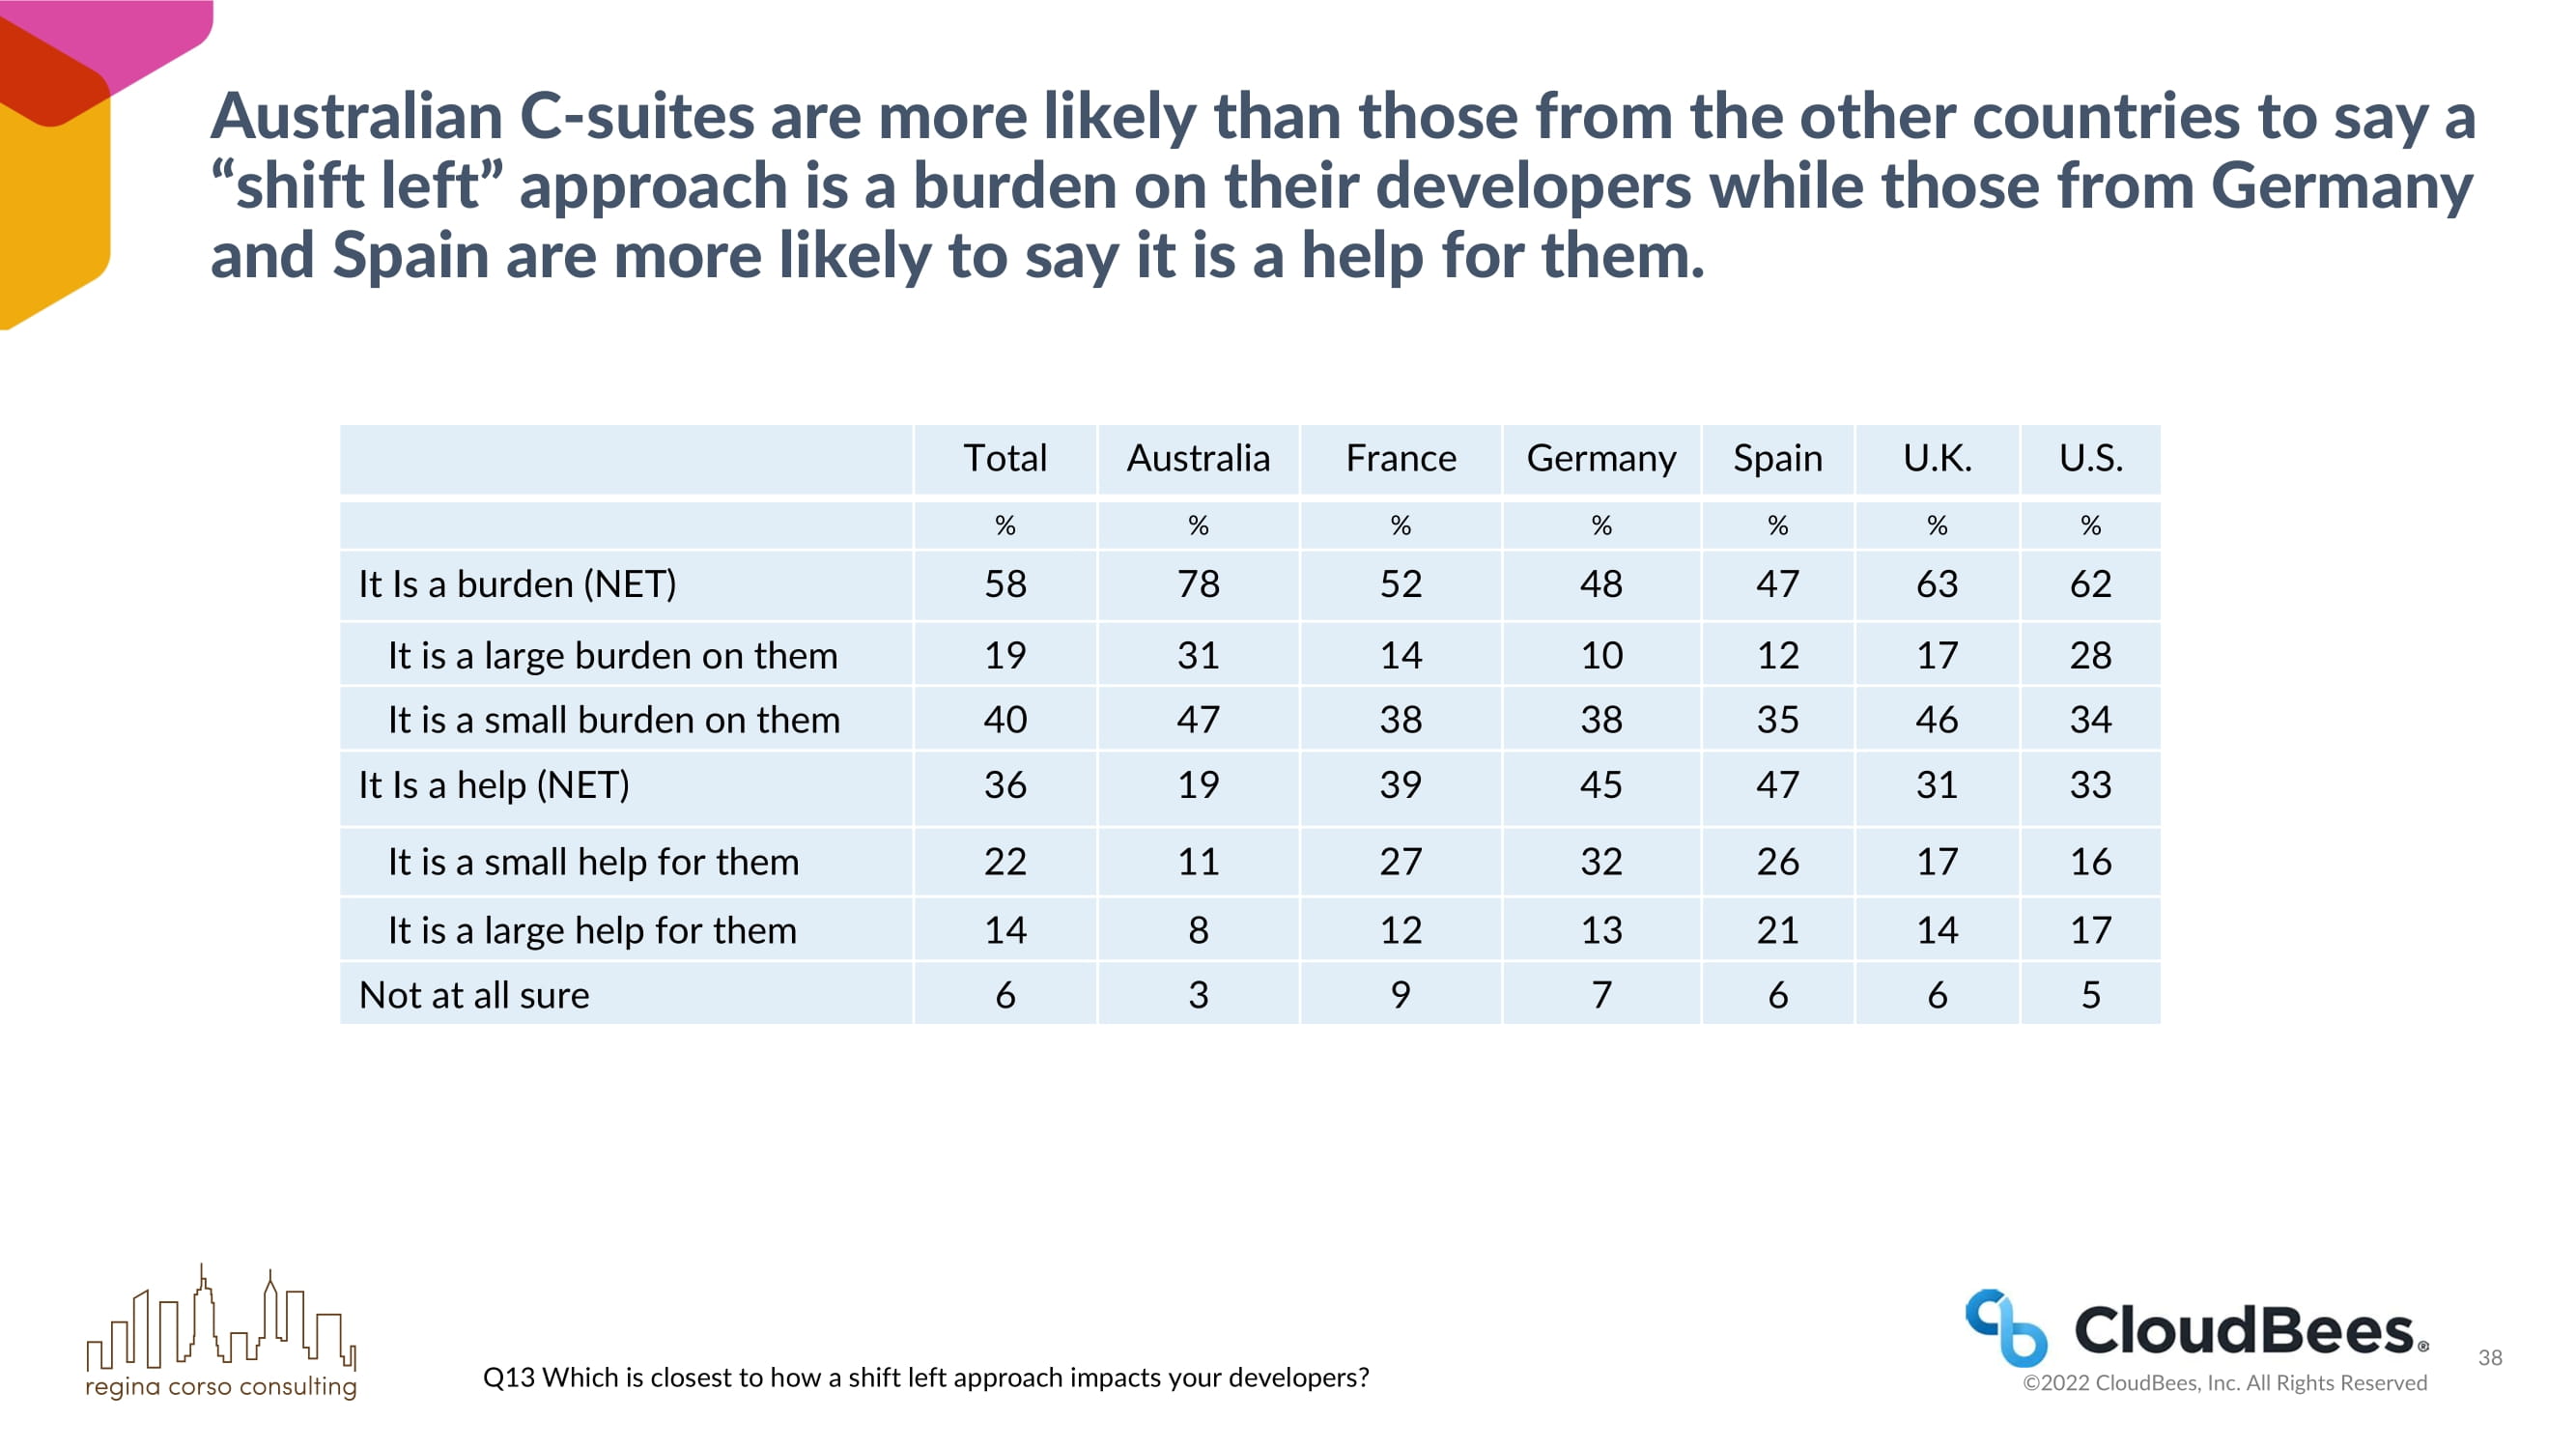 Australian C-suites are more likely than those from the other countries to say a
“shift left” approach is a burden on their developers while those from Germany
and Spain are more likely to say it is a help for them.
Total Australia France Germany Spain U.K. U.S.
% % % % % % %
It Is a burden (NET) 58 78 52 48 47 63 62
It is a large burden on them 19 31 14 10 12 17 28
It is a small burden on them 40 47 38 38 35 46 34
It Is a help (NET) 36 19 39 45 47 31 33
It is a small help for them 22 11 27 32 26 17 16
It is a large help for them 14 8 12 13 21 14 17
Not at all sure 6 3 9 7 6 6 5
regina corso consulting
Q13 Which is closest to how a shift left approach impacts your developers?
CloudBees®
©2022 CloudBees, Inc. All Rights Reserved
38